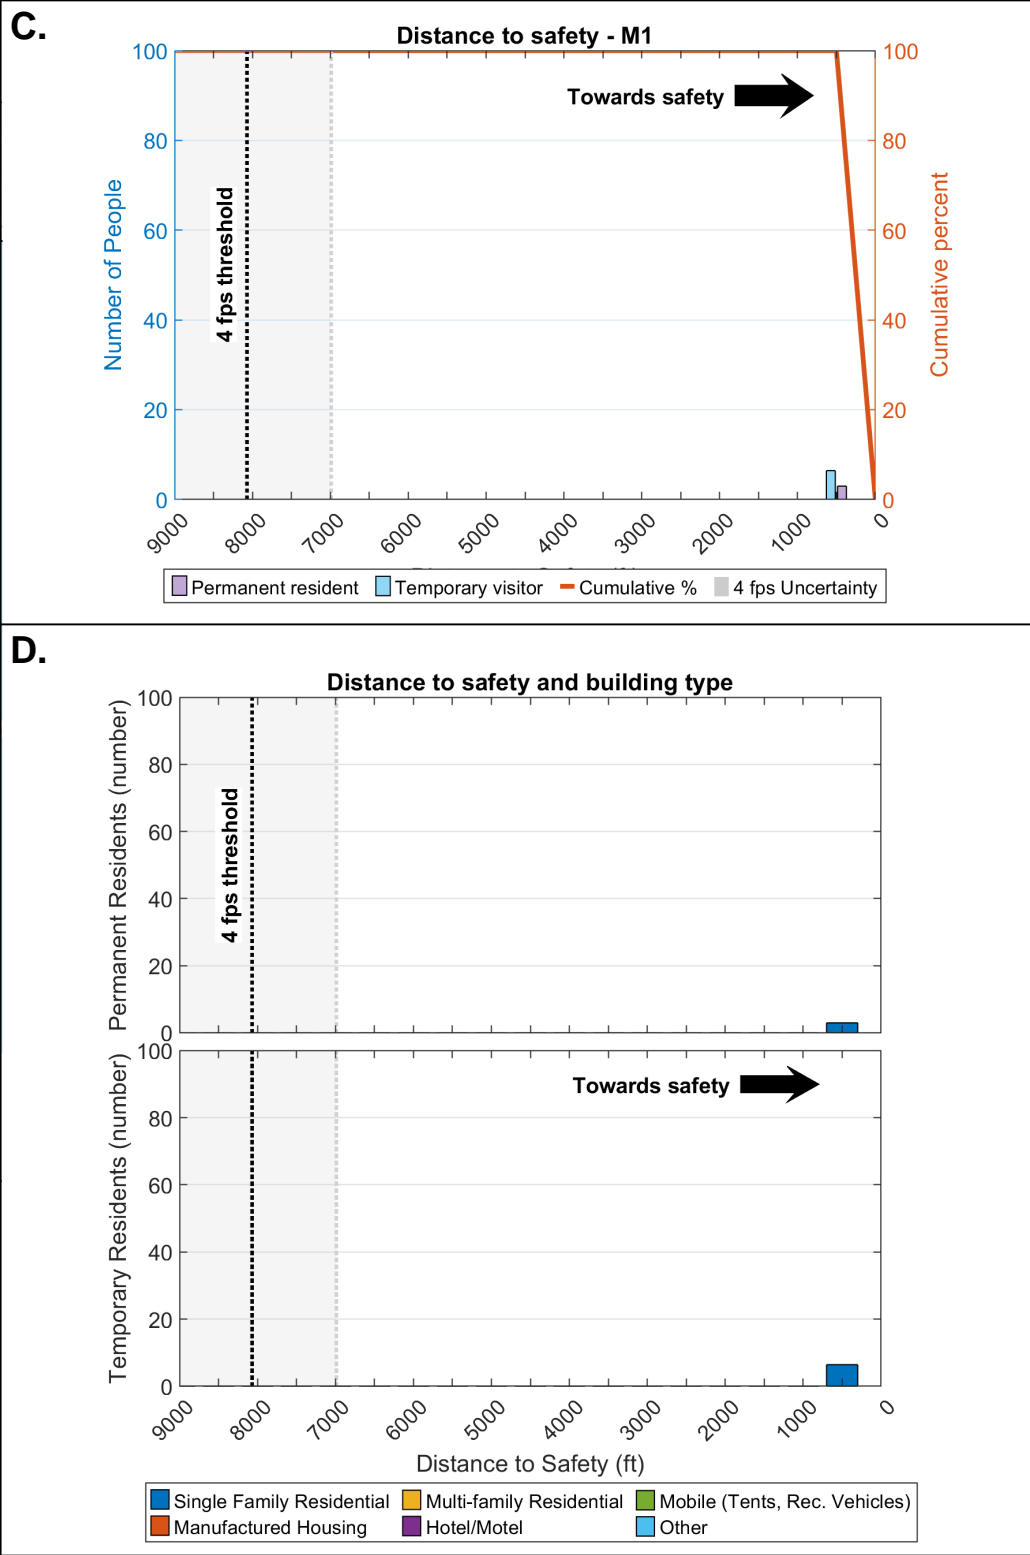 C.
Distance to safety - M1
100
80
60
40
20
0
Number of People
4 fps threshold
Towards safety
100
80
60
40
20
0
Cumulative percent
9000 8000 7000 6000 5000 4000 3000 2000 1000 0
Permanent resident Temporary visitor Cumulative % 4 fps Uncertainty
D.
Distance to safety and building type
100
80
60
40
20
0
Permanent Residents (number)
4 fps threshold
100
80
60
40
20
0
Temporary Residents (number)
Towards safety
9000 8000 7000 6000 5000 4000 3000 2000 1000 0
Distance to Safety (ft)
Single Family Residential Multi-family Residential Mobile (Tents, Rec. Vehicles)
Manufactured Housing Hotel/Motel Other